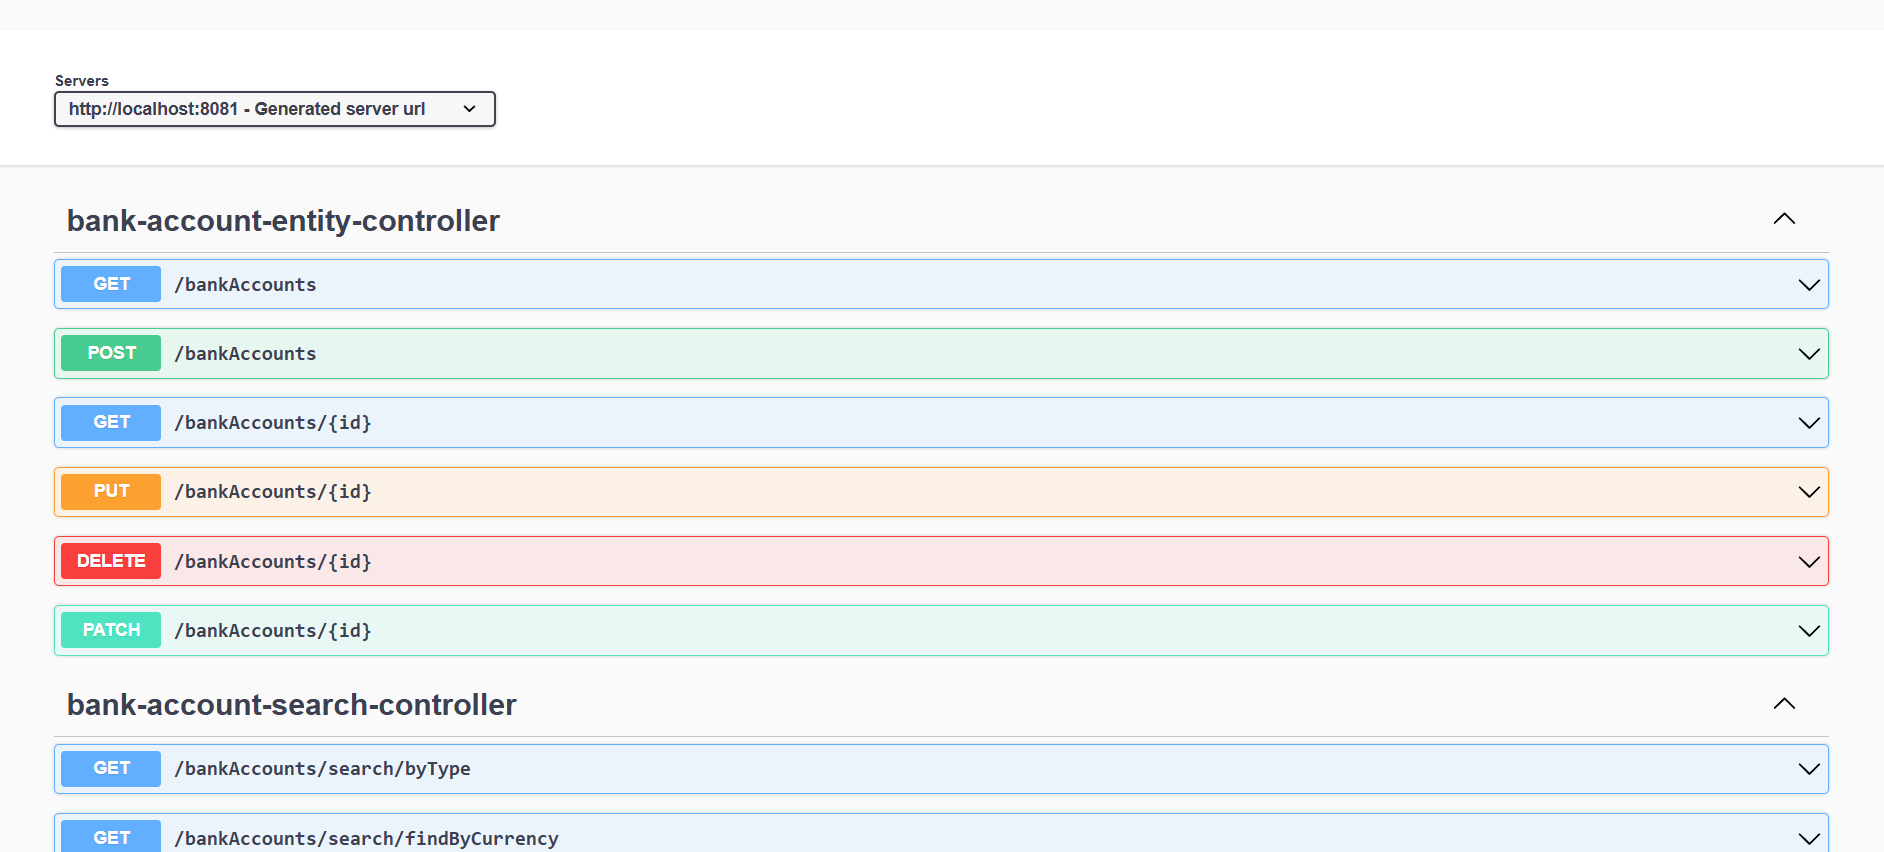 Servers
http://localhost:8081 - Generated server url
bank-account-entity-controller
GET /bankAccounts
POST /bankAccounts
GET /bankAccounts/{id}
PUT /bankAccounts/{id}
DELETE /bankAccounts/{id}
PATCH /bankAccounts/{id}
bank-account-search-controller
GET /bankAccounts/search/byType
GET /bankAccounts/search/findByCurrency